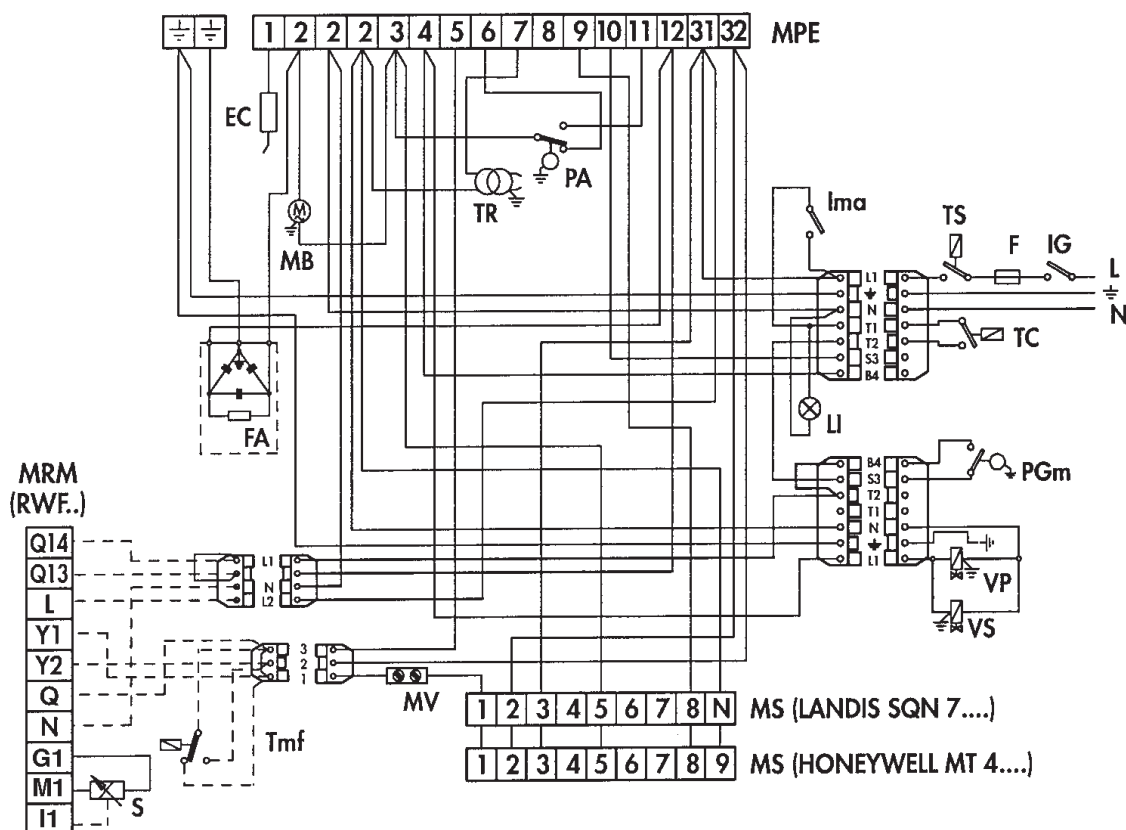 1 2 2 2 3 4 5 6 7 8 9 10 11 12 31 32 MPE
EC
M
MB
TR
PA
Ima
TS
F
IG
L
N
L1
N
T1
T2
S3
B4
TC
LI
FA
B4
S3
T2
T1
N
L1
PGm
VP
VS
MRM
(RWF..)
Q14
Q13
L
Y1
Y2
Q
N
G1
M1
I1
L1
N
L2
3
2
1
MV
Tmf
S
1 2 3 4 5 6 7 8 N MS (LANDIS SQN 7....)
1 2 3 4 5 6 7 8 9 MS (HONEYWELL MT 4....)